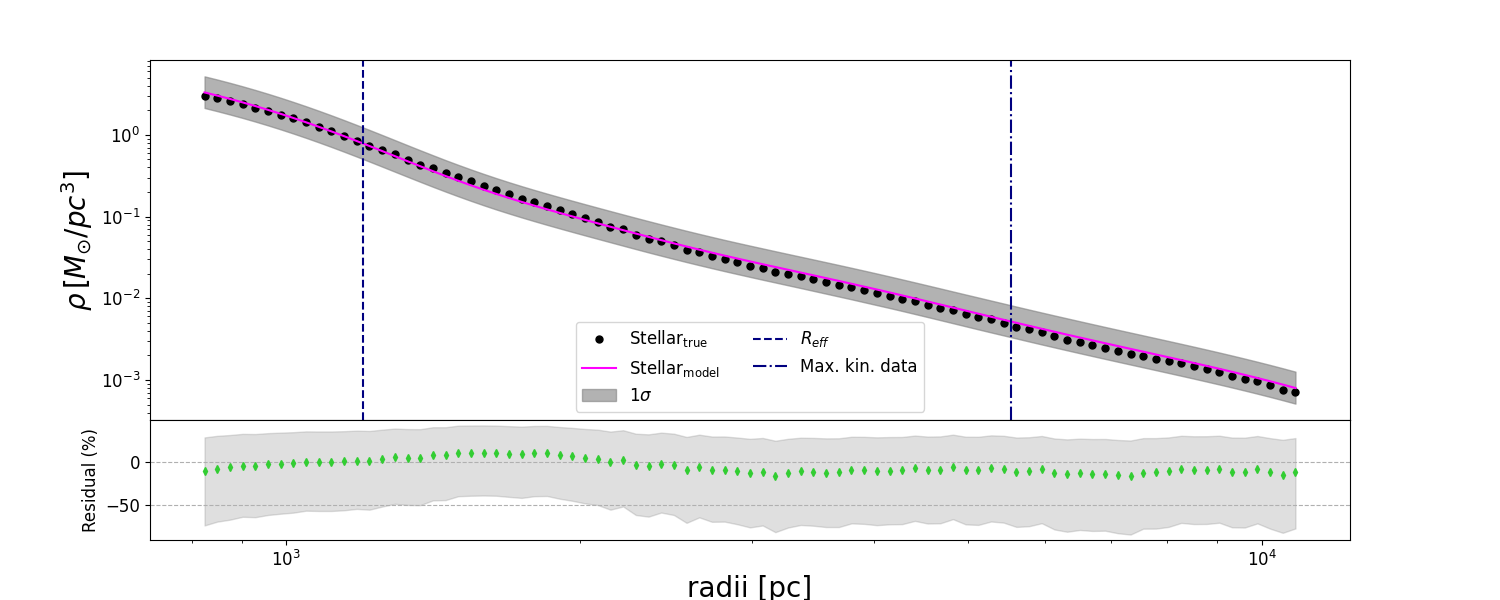 ρ [M⊙/pc³]
10⁰
10⁻¹
10⁻²
10⁻³
Stellar_true
Stellar_model
1σ
R_eff
Max. kin. data
Residual (%)
0
−50
10³
10⁴
radii [pc]